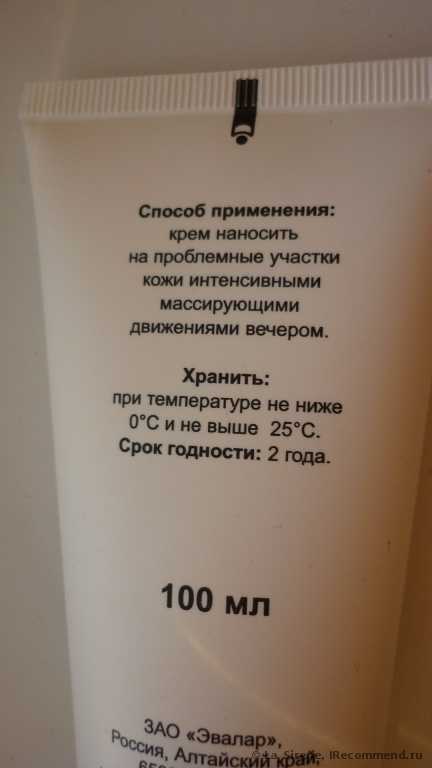 Способ применения:
крем наносить
на проблемные участки
кожи интенсивными
массирующими
движениями вечером.
Хранить:
при температуре не ниже
0°С и не выше 25°С.
Срок годности: 2 года.
100 мл
ЗАО «Эвалар»,
Россия, Алтайский край,
© La_Sirene, IRecommend.ru